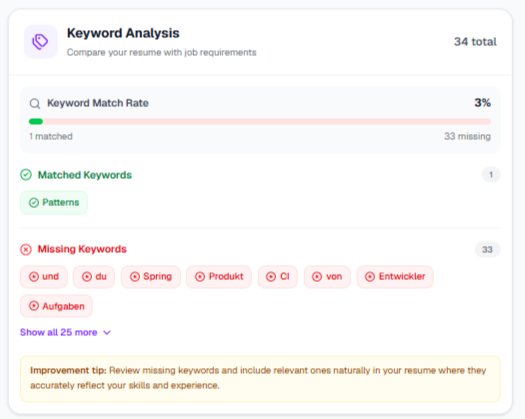 Keyword Analysis
34 total
Compare your resume with job requirements
Keyword Match Rate
3%
1 matched
33 missing
Matched Keywords
1
Patterns
Missing Keywords
33
und du Spring Produkt CI von Entwickler
Aufgaben
Show all 25 more
Improvement tip: Review missing keywords and include relevant ones naturally in your resume where they
accurately reflect your skills and experience.